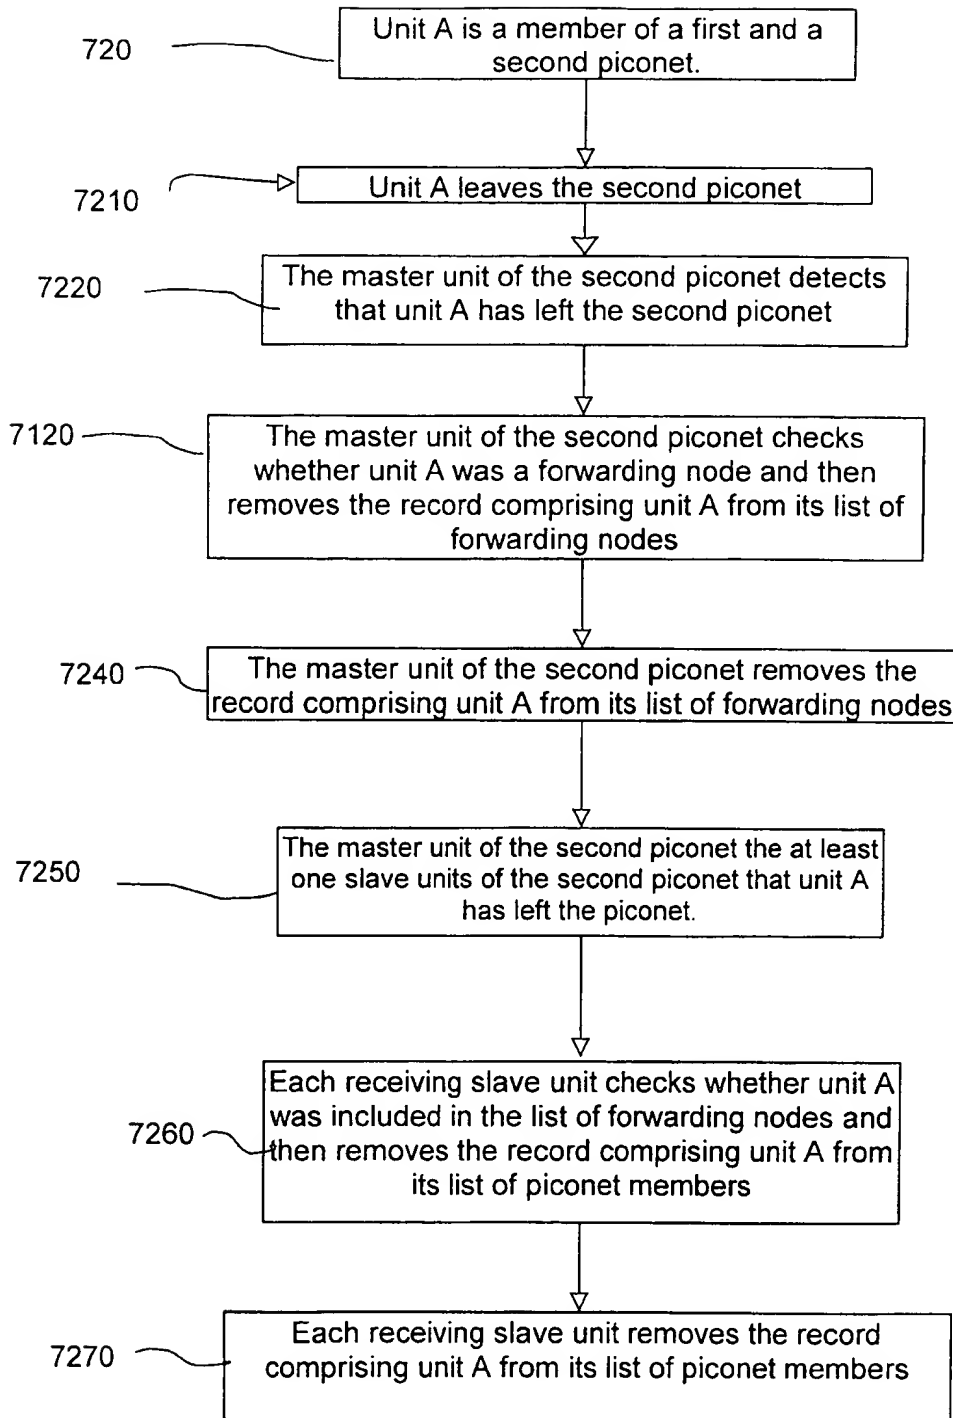 720
Unit A is a member of a first and a
second piconet.
7210
Unit A leaves the second piconet
7220
The master unit of the second piconet detects
that unit A has left the second piconet
7120
The master unit of the second piconet checks
whether unit A was a forwarding node and then
removes the record comprising unit A from its list of
forwarding nodes
7240
The master unit of the second piconet removes the
record comprising unit A from its list of forwarding nodes
7250
The master unit of the second piconet the at least
one slave units of the second piconet that unit A
has left the piconet.
7260
Each receiving slave unit checks whether unit A
was included in the list of forwarding nodes and
then removes the record comprising unit A from
its list of piconet members
7270
Each receiving slave unit removes the record
comprising unit A from its list of piconet members